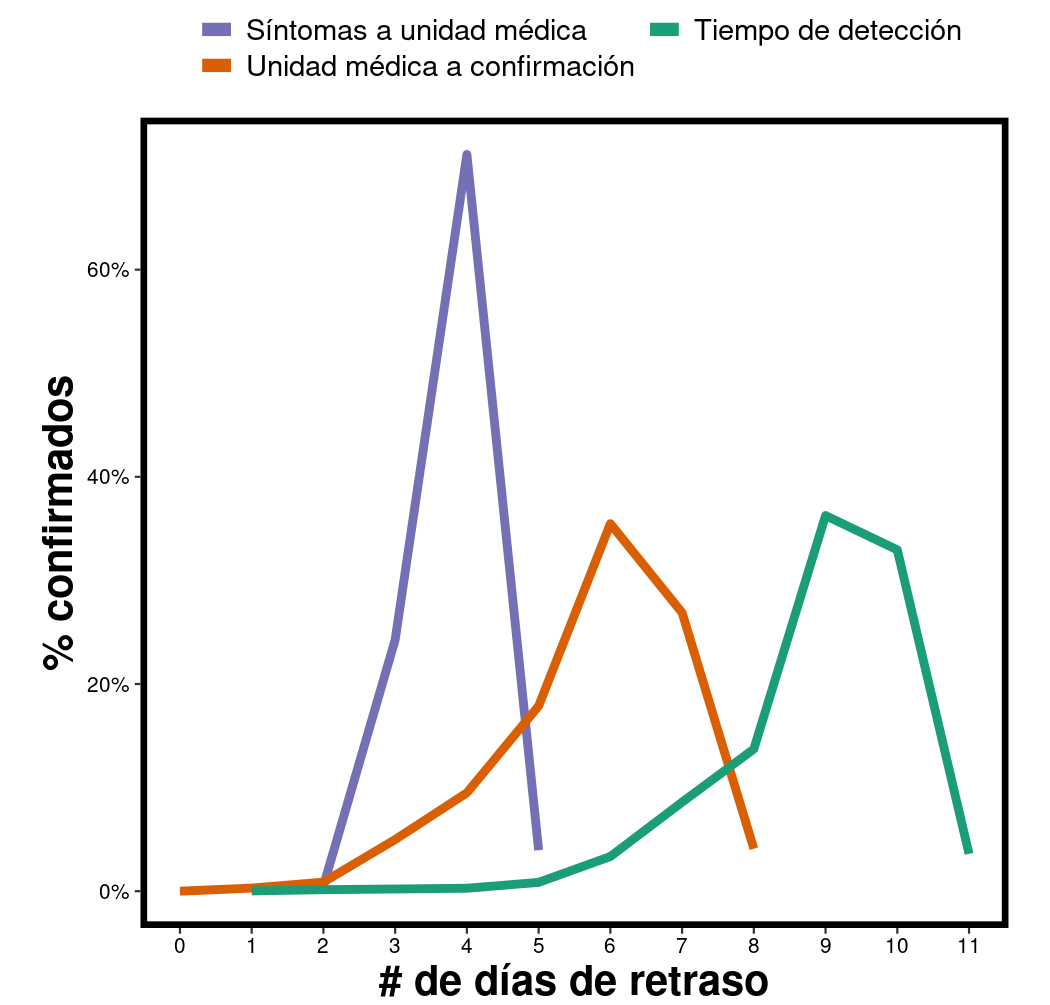 Síntomas a unidad médica
Tiempo de detección
Unidad médica a confirmación
% confirmados
60%
40%
20%
0%
0 1 2 3 4 5 6 7 8 9 10 11
# de días de retraso